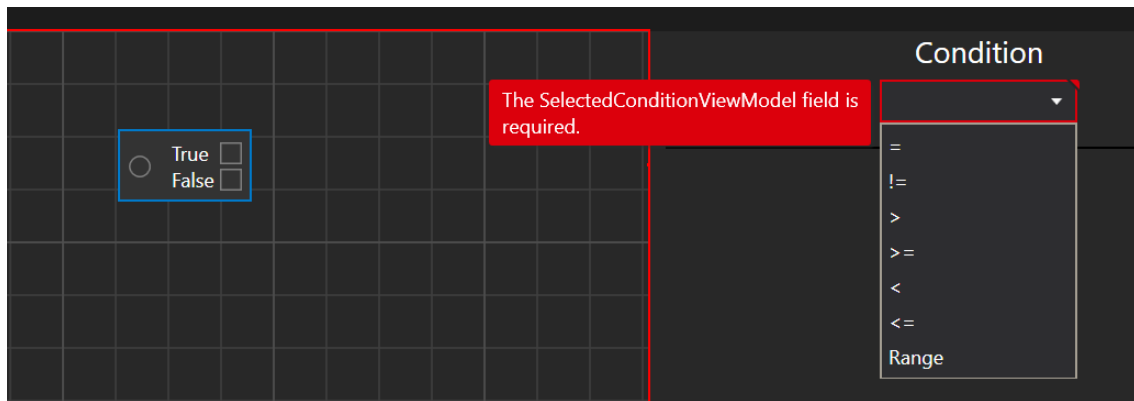 Condition
The SelectedConditionViewModel field is
required.
True
False
=
!=
>
>=
<
<=
Range